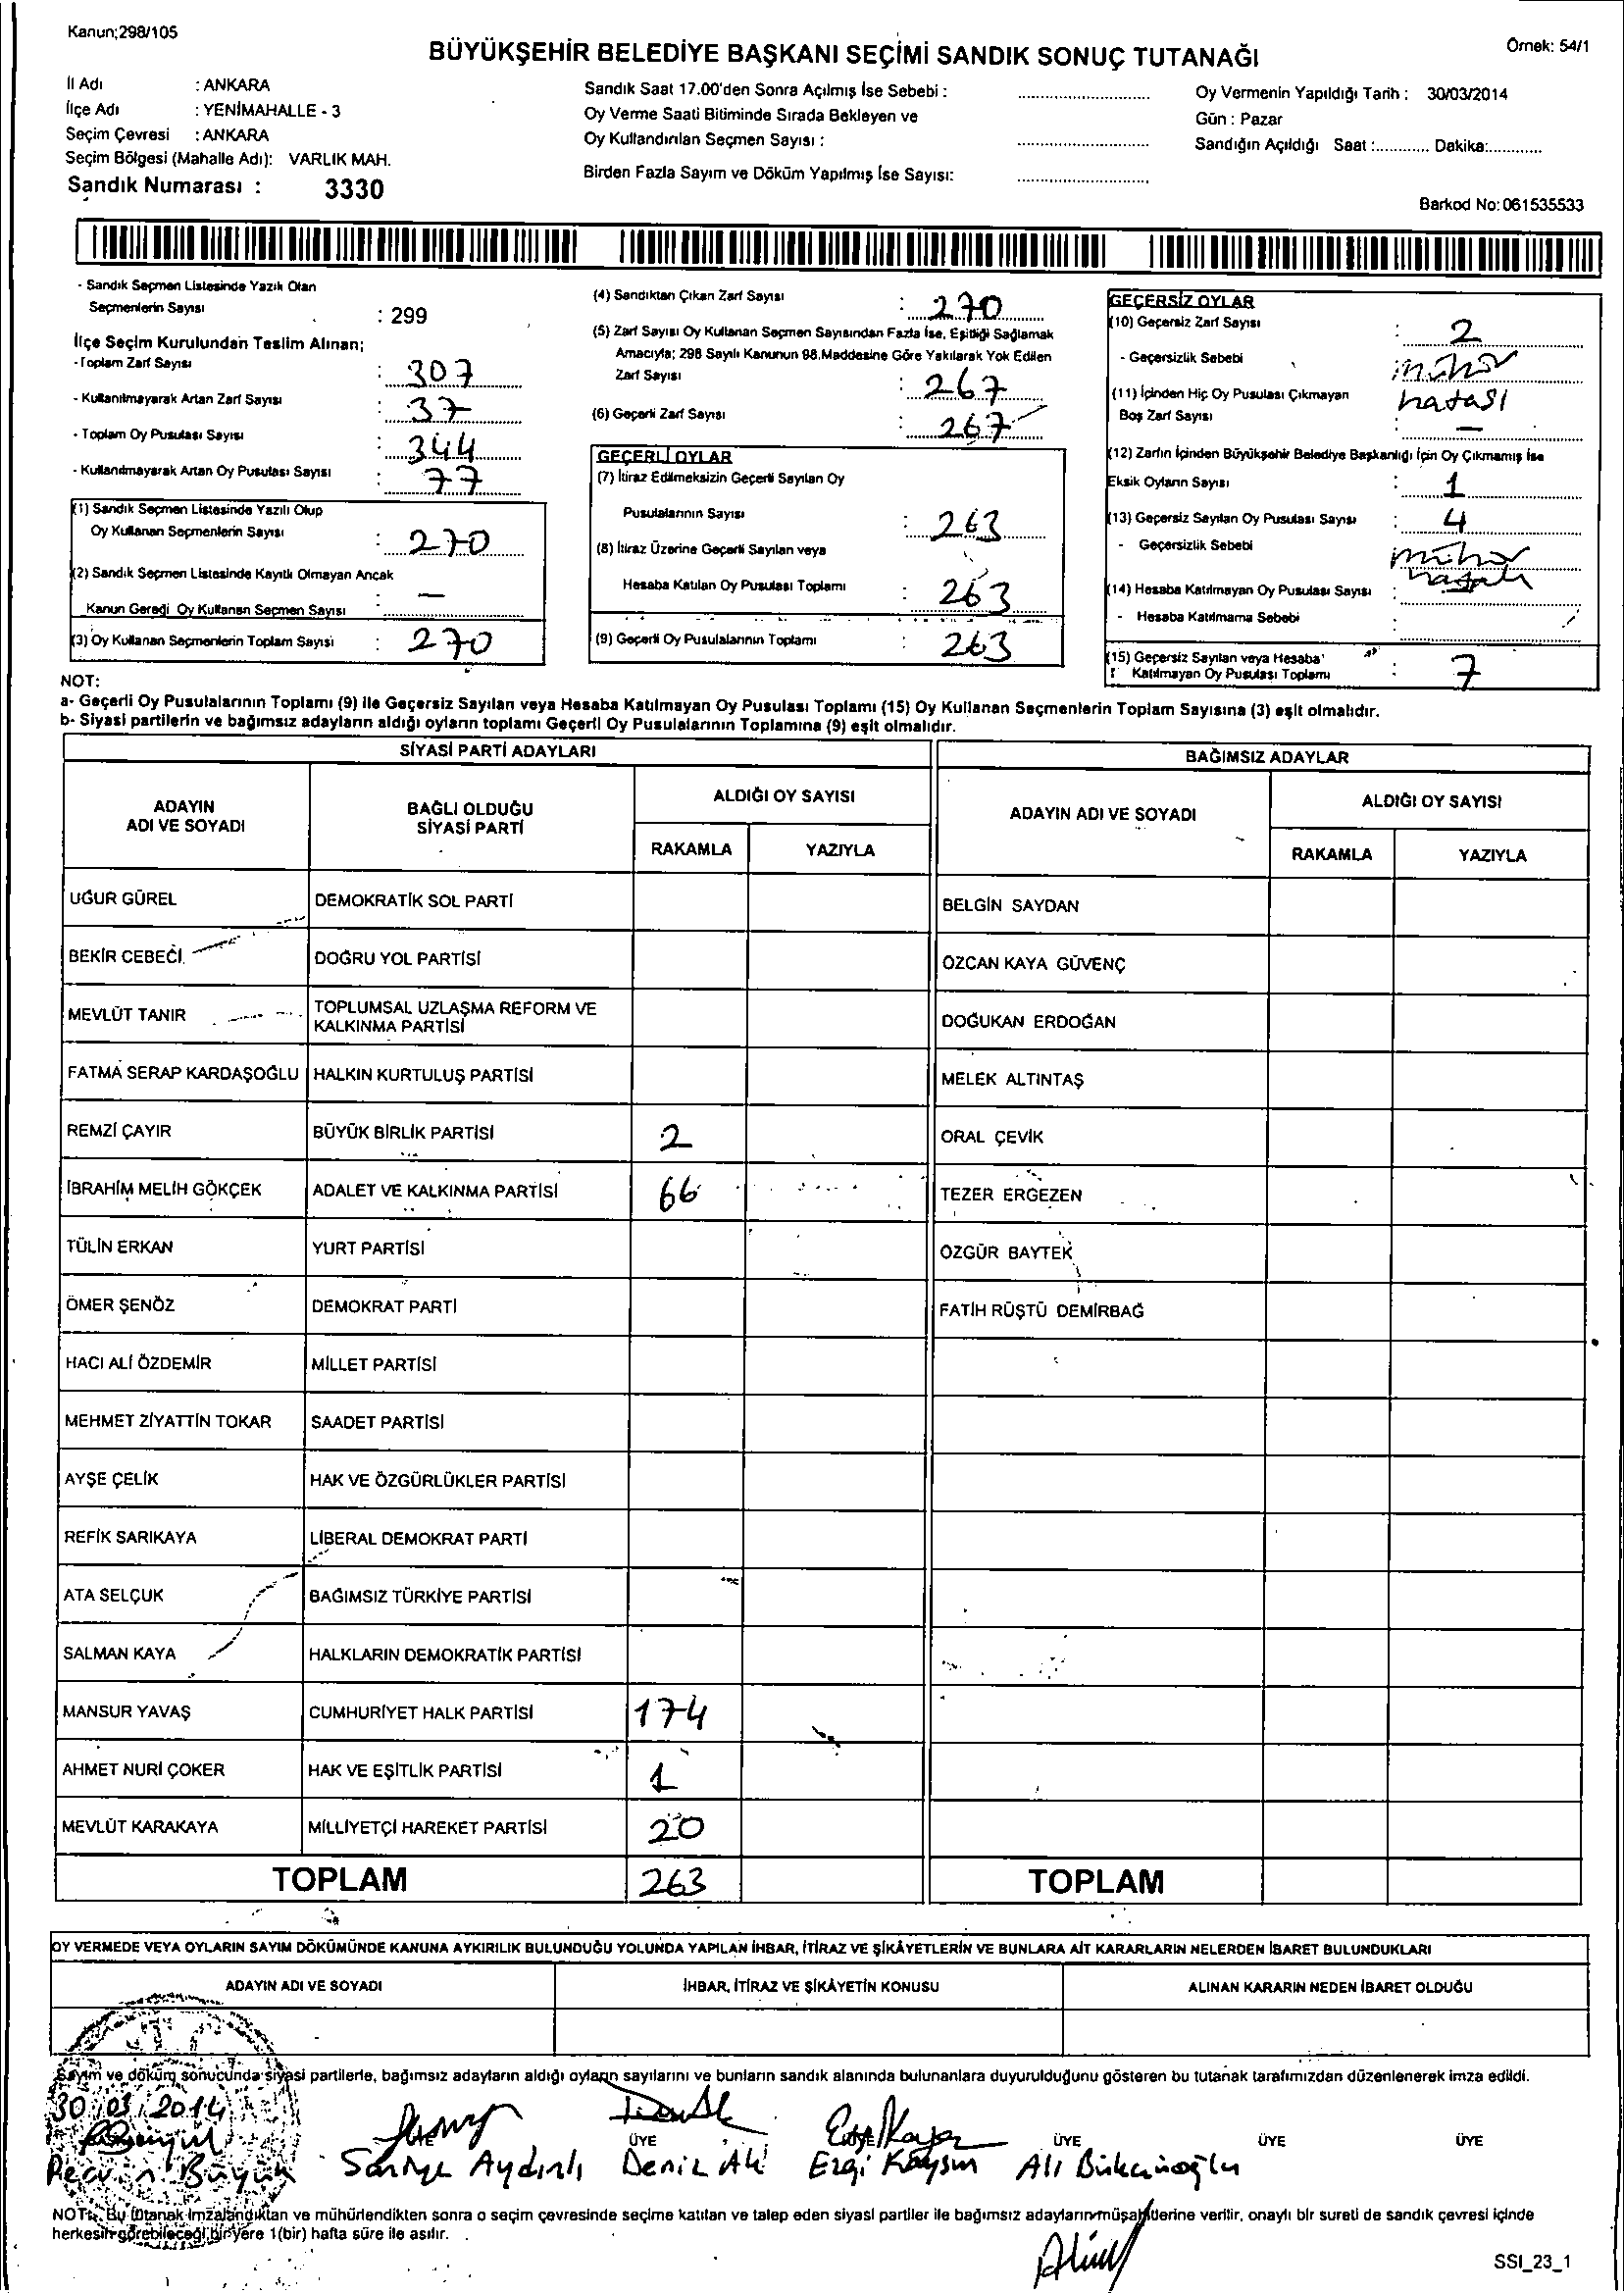 Kanun;298/105
Örnek: 54/1
BÜYÜKŞEHİR BELEDİYE BAŞKANI SEÇİMİ SANDIK SONUÇ TUTANAĞI
İl Adı : ANKARA
İlçe Adı : YENİMAHALLE - 3
Seçim Çevresi : ANKARA
Seçim Bölgesi (Mahalle Adı): VARLIK MAH.
Sandık Numarası : 3330
Sandık Saat 17.00'den Sonra Açılmış İse Sebebi :
Oy Verme Saati Bitiminde Sırada Bekleyen ve
Oy Kullandırılan Seçmen Sayısı :
Birden Fazla Sayım ve Döküm Yapılmış İse Sayısı:
Oy Vermenin Yapıldığı Tarih : 30/03/2014
Gün : Pazar
Sandığın Açıldığı Saat :............ Dakika:............
Barkod No:061535533
- Sandık Seçmen Listesinde Yazılı Olan
Seçmenlerin Sayısı : 299
İlçe Seçim Kurulundan Teslim Alınan;
-Toplam Zarf Sayısı : 307
- Kullanılmayarak Artan Zarf Sayısı : 37
- Toplam Oy Pusulası Sayısı : 344
- Kullanılmayarak Artan Oy Pusulası Sayısı : 77
(1) Sandık Seçmen Listesinde Yazılı Olup
Oy Kullanan Seçmenlerin Sayısı : 270
(2) Sandık Seçmen Listesinde Kayıtlı Olmayan Ancak
Kanun Gereği Oy Kullanan Seçmen Sayısı : —
(3) Oy Kullanan Seçmenlerin Toplam Sayısı : 270
(4) Sandıktan Çıkan Zarf Sayısı : 270
(5) Zarf Sayısı Oy Kullanan Seçmen Sayısından Fazla İse, Eşitliği Sağlamak
Amacıyla; 298 Sayılı Kanunun 98.Maddesine Göre Yakılarak Yok Edilen
Zarf Sayısı : 267
(6) Geçerli Zarf Sayısı : 267
GEÇERLİ OYLAR
(7) İtiraz Edilmeksizin Geçerli Sayılan Oy
Pusulalarının Sayısı : 263
(8) İtiraz Üzerine Geçerli Sayılan veya
Hesaba Katılan Oy Pusulası Toplamı : 263
(9) Geçerli Oy Pusulalarının Toplamı : 263
GEÇERSİZ OYLAR
(10) Geçersiz Zarf Sayısı : 2
- Geçersizlik Sebebi : mühür
hatası
(11) İçinden Hiç Oy Pusulası Çıkmayan
Boş Zarf Sayısı : —
(12) Zarfın İçinden Büyükşehir Belediye Başkanlığı İçin Oy Çıkmamış İse
Eksik Oyların Sayısı : 1
(13) Geçersiz Sayılan Oy Pusulası Sayısı : 4
- Geçersizlik Sebebi : mühür
hatalı
(14) Hesaba Katılmayan Oy Pusulası Sayısı :
- Hesaba Katılmama Sebebi :
(15) Geçersiz Sayılan veya Hesaba
Katılmayan Oy Pusulası Toplamı : 7
NOT:
a- Geçerli Oy Pusulalarının Toplamı (9) ile Geçersiz Sayılan veya Hesaba Katılmayan Oy Pusulası Toplamı (15) Oy Kullanan Seçmenlerin Toplam Sayısına (3) eşit olmalıdır.
b- Siyasi partilerin ve bağımsız adayların aldığı oyların toplamı Geçerli Oy Pusulalarının Toplamına (9) eşit olmalıdır.
SİYASİ PARTİ ADAYLARI
BAĞIMSIZ ADAYLAR
ADAYIN
ADI VE SOYADI
BAĞLI OLDUĞU
SİYASİ PARTİ
ALDIĞI OY SAYISI
RAKAMLA YAZIYLA
ADAYIN ADI VE SOYADI
ALDIĞI OY SAYISI
RAKAMLA YAZIYLA
UĞUR GÜREL DEMOKRATİK SOL PARTİ BELGİN SAYDAN
BEKİR CEBECİ DOĞRU YOL PARTİSİ ÖZCAN KAYA GÜVENÇ
MEVLÜT TANIR TOPLUMSAL UZLAŞMA REFORM VE
KALKINMA PARTİSİ DOĞUKAN ERDOĞAN
FATMA SERAP KARDAŞOĞLU HALKIN KURTULUŞ PARTİSİ MELEK ALTINTAŞ
REMZİ ÇAYIR BÜYÜK BİRLİK PARTİSİ 2 ORAL ÇEVİK
İBRAHİM MELİH GÖKÇEK ADALET VE KALKINMA PARTİSİ 66 TEZER ERGEZEN
TÜLİN ERKAN YURT PARTİSİ ÖZGÜR BAYTEK
ÖMER ŞENÖZ DEMOKRAT PARTİ FATİH RÜŞTÜ DEMİRBAĞ
HACI ALİ ÖZDEMİR MİLLET PARTİSİ
MEHMET ZİYATTİN TOKAR SAADET PARTİSİ
AYŞE ÇELİK HAK VE ÖZGÜRLÜKLER PARTİSİ
REFİK SARIKAYA LİBERAL DEMOKRAT PARTİ
ATA SELÇUK BAĞIMSIZ TÜRKİYE PARTİSİ
SALMAN KAYA HALKLARIN DEMOKRATİK PARTİSİ
MANSUR YAVAŞ CUMHURİYET HALK PARTİSİ 174
AHMET NURİ ÇOKER HAK VE EŞİTLİK PARTİSİ 1
MEVLÜT KARAKAYA MİLLİYETÇİ HAREKET PARTİSİ 20
TOPLAM 263 TOPLAM
OY VERMEDE VEYA OYLARIN SAYIM DÖKÜMÜNDE KANUNA AYKIRILIK BULUNDUĞU YOLUNDA YAPILAN İHBAR, İTİRAZ VE ŞİKÂYETLERİN VE BUNLARA AİT KARARLARIN NELERDEN İBARET BULUNDUKLARI
ADAYIN ADI VE SOYADI İHBAR, İTİRAZ VE ŞİKÂYETİN KONUSU ALINAN KARARIN NEDEN İBARET OLDUĞU
Sayım ve döküm sonucunda siyasi partilerle, bağımsız adayların aldığı oyların sayılarını ve bunların sandık alanında bulunanlara duyurulduğunu gösteren bu tutanak tarafımızdan düzenlenerek imza edildi.
30/03/2014
ÜYE ÜYE ÜYE ÜYE
Büyük Aydınlı Deniz Ezgi Ali
NOT: Bu tutanak imzalandıktan ve mühürlendikten sonra o seçim çevresinde seçime katılan ve talep eden siyasi partiler ile bağımsız adayların müşahitlerine verilir, onaylı bir sureti de sandık çevresi içinde
herkesin görebileceği bir yere 1(bir) hafta süre ile asılır.
SSI_23_1